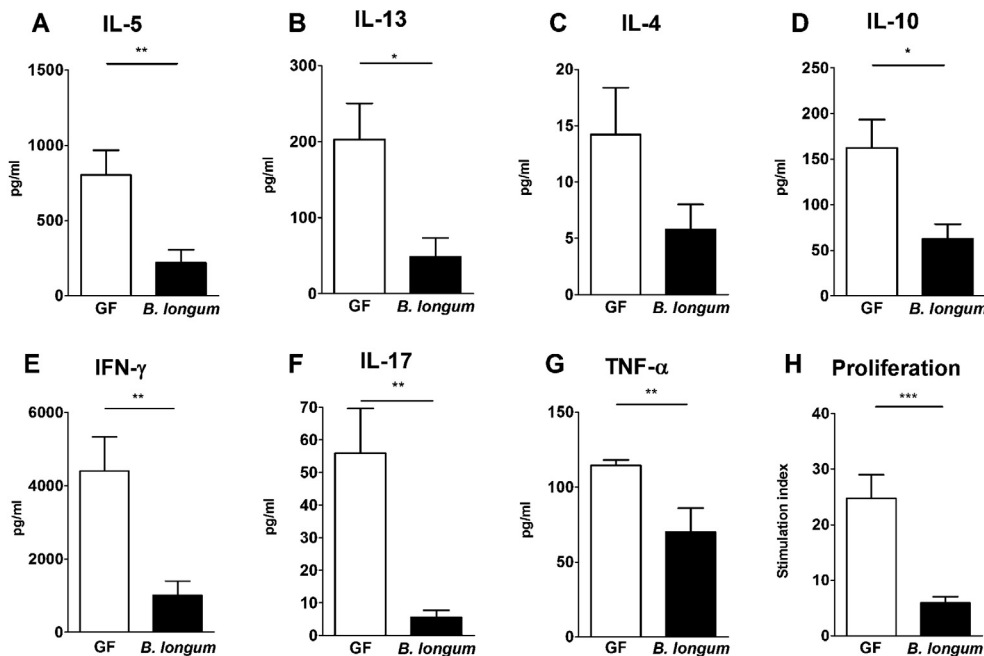 A IL-5
**
pg/ml
1500
1000
500
0
GF B. longum
B IL-13
*
pg/ml
300
200
100
0
GF B. longum
C IL-4
pg/ml
20
15
10
5
0
GF B. longum
D IL-10
*
pg/ml
250
200
150
100
50
0
GF B. longum
E IFN-γ
**
pg/ml
6000
4000
2000
0
GF B. longum
F IL-17
**
pg/ml
70
60
50
40
30
20
10
0
GF B. longum
G TNF-α
**
pg/ml
150
100
50
0
GF B. longum
H Proliferation
***
Stimulation index
40
30
20
10
0
GF B. longum